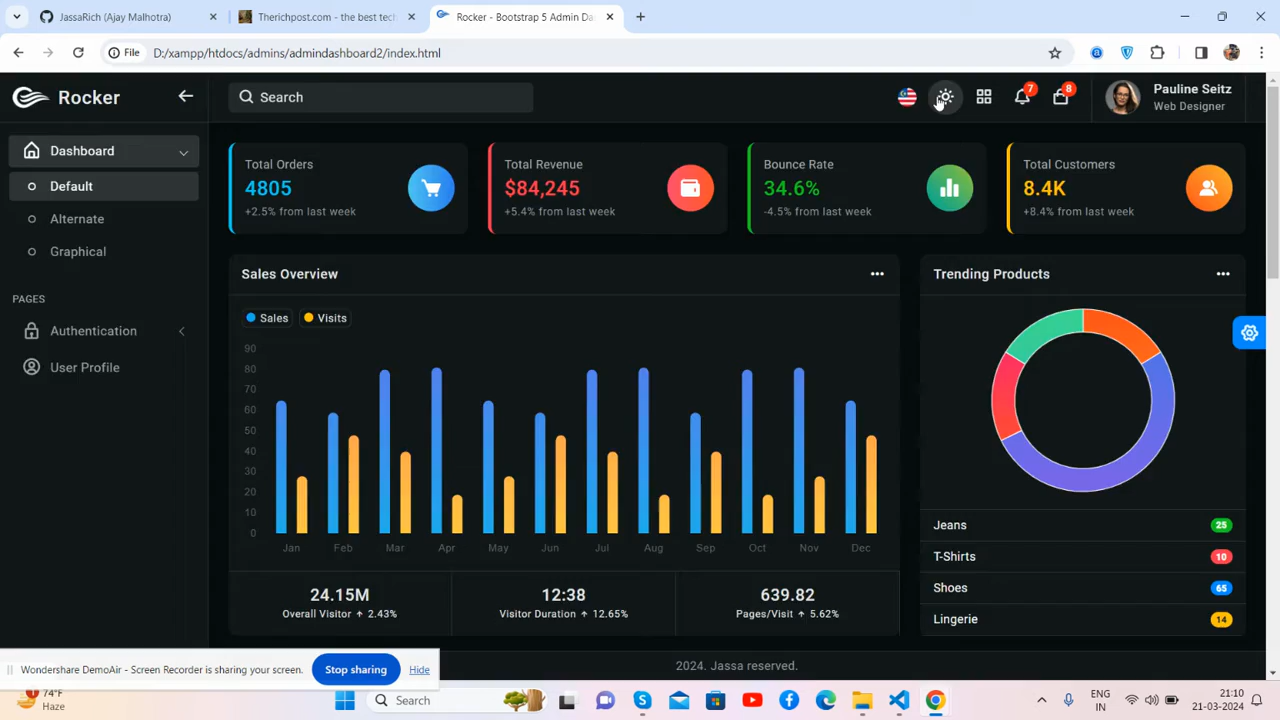 JassaRich (Ajay Malhotra)
Therichpost.com - the best tech
Rocker - Bootstrap 5 Admin Da
File D:/xampp/htdocs/admins/admindashboard2/index.html
Rocker
Search
7
8
Pauline Seitz
Web Designer
Dashboard
Default
Alternate
Graphical
PAGES
Authentication
User Profile
Total Orders
4805
+2.5% from last week
Total Revenue
$84,245
+5.4% from last week
Bounce Rate
34.6%
-4.5% from last week
Total Customers
8.4K
+8.4% from last week
Sales Overview
Sales Visits
90
80
70
60
50
40
30
20
10
0
Jan Feb Mar Apr May Jun Jul Aug Sep Oct Nov Dec
24.15M
Overall Visitor ↑ 2.43%
12:38
Visitor Duration ↑ 12.65%
639.82
Pages/Visit ↑ 5.62%
Trending Products
Jeans 25
T-Shirts 10
Shoes 65
Lingerie 14
2024. Jassa reserved.
Wondershare DemoAir - Screen Recorder is sharing your screen.
Stop sharing
Hide
74°F
Haze
Search
ENG
IN
21:10
21-03-2024